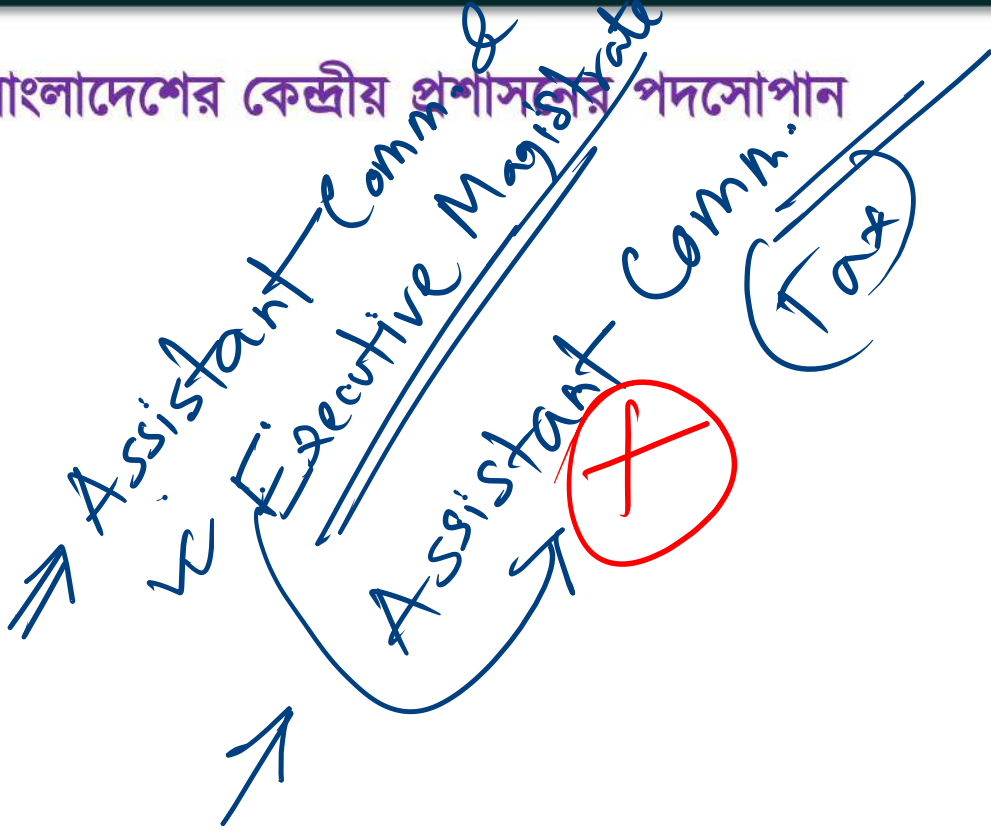 বাংলাদেশের কেন্দ্রীয় প্রশাসনের পদসোপান
Assistant Comm. &
Executive Magistrate
Assistant Comm.
(Tax)